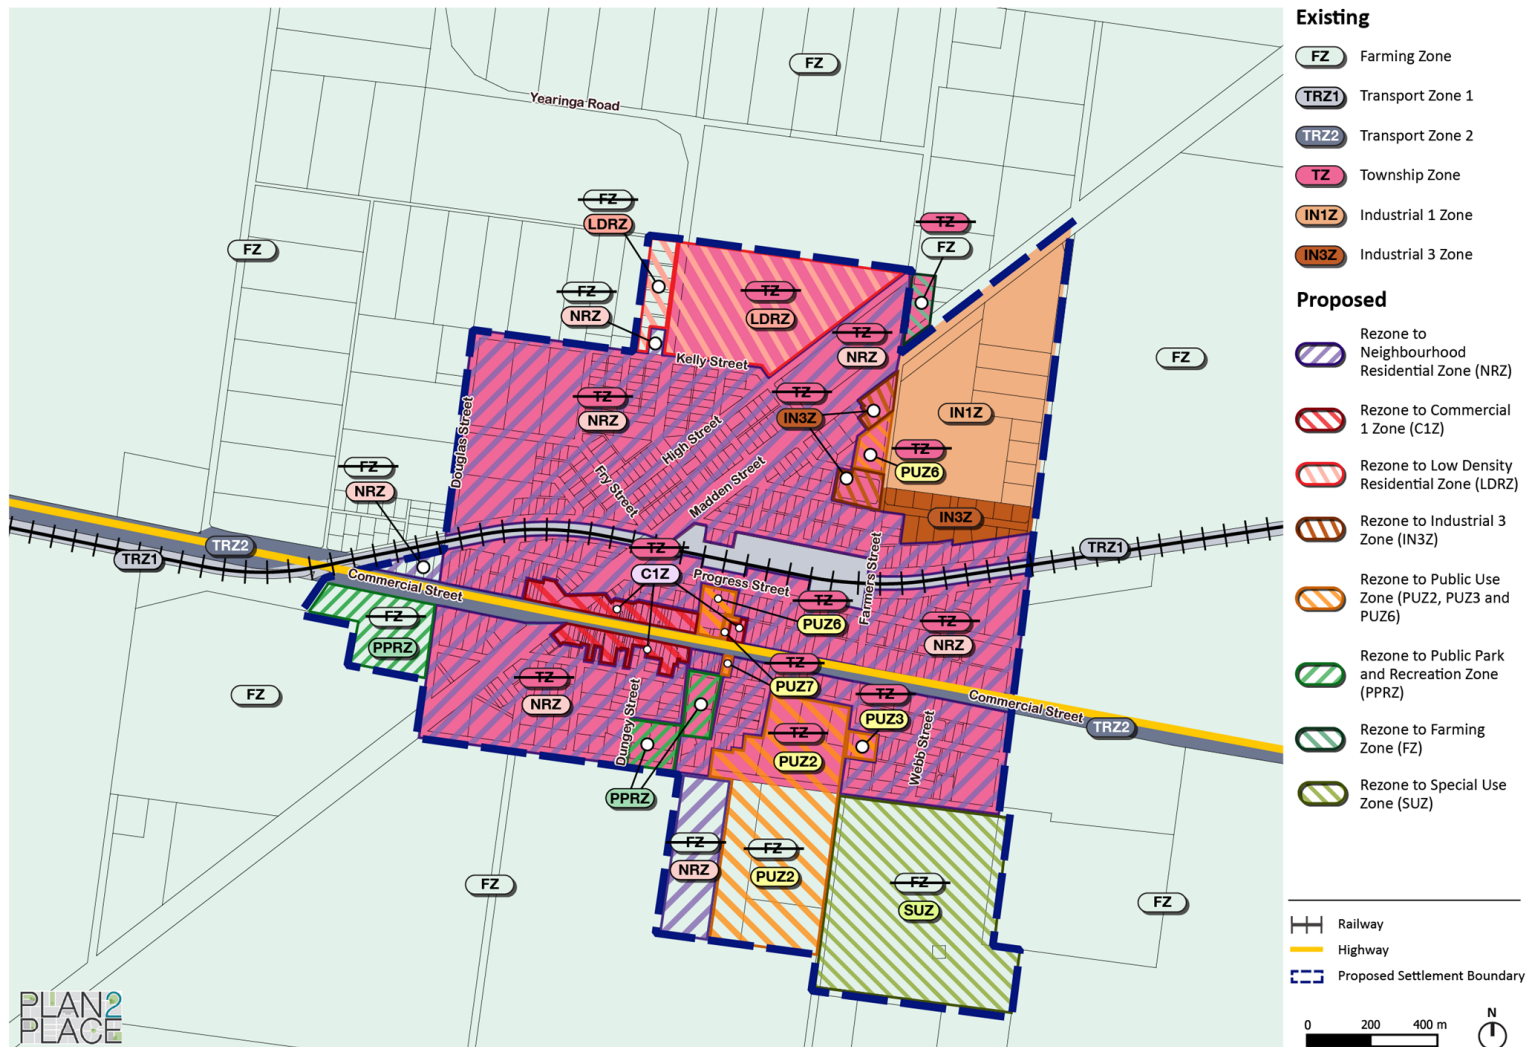 FZ
Yearinga Road
FZ
LDRZ
TZ
FZ
FZ
FZ
NRZ
TZ
LDRZ
TZ
NRZ
FZ
Kelly Street
TZ
NRZ
TZ
IN3Z
IN1Z
Douglas Street
High Street
Fry Street
Madden Street
TZ
PUZ6
FZ
NRZ
IN3Z
TRZ2
TRZ1
TRZ1
TZ
C1Z
Progress Street
Farmers Street
Commercial Street
TZ
PUZ6
FZ
PPRZ
TZ
NRZ
TZ
NRZ
TZ
PUZ7
Dungey Street
TZ
PUZ3
Commercial Street
TRZ2
FZ
TZ
PUZ2
Webb Street
PPRZ
FZ
NRZ
FZ
PUZ2
FZ
SUZ
FZ
FZ
PLAN2
PLACE
Existing
FZ Farming Zone
TRZ1 Transport Zone 1
TRZ2 Transport Zone 2
TZ Township Zone
IN1Z Industrial 1 Zone
IN3Z Industrial 3 Zone
Proposed
Rezone to
Neighbourhood
Residential Zone (NRZ)
Rezone to Commercial
1 Zone (C1Z)
Rezone to Low Density
Residential Zone (LDRZ)
Rezone to Industrial 3
Zone (IN3Z)
Rezone to Public Use
Zone (PUZ2, PUZ3 and
PUZ6)
Rezone to Public Park
and Recreation Zone
(PPRZ)
Rezone to Farming
Zone (FZ)
Rezone to Special Use
Zone (SUZ)
Railway
Highway
Proposed Settlement Boundary
0 200 400 m
N